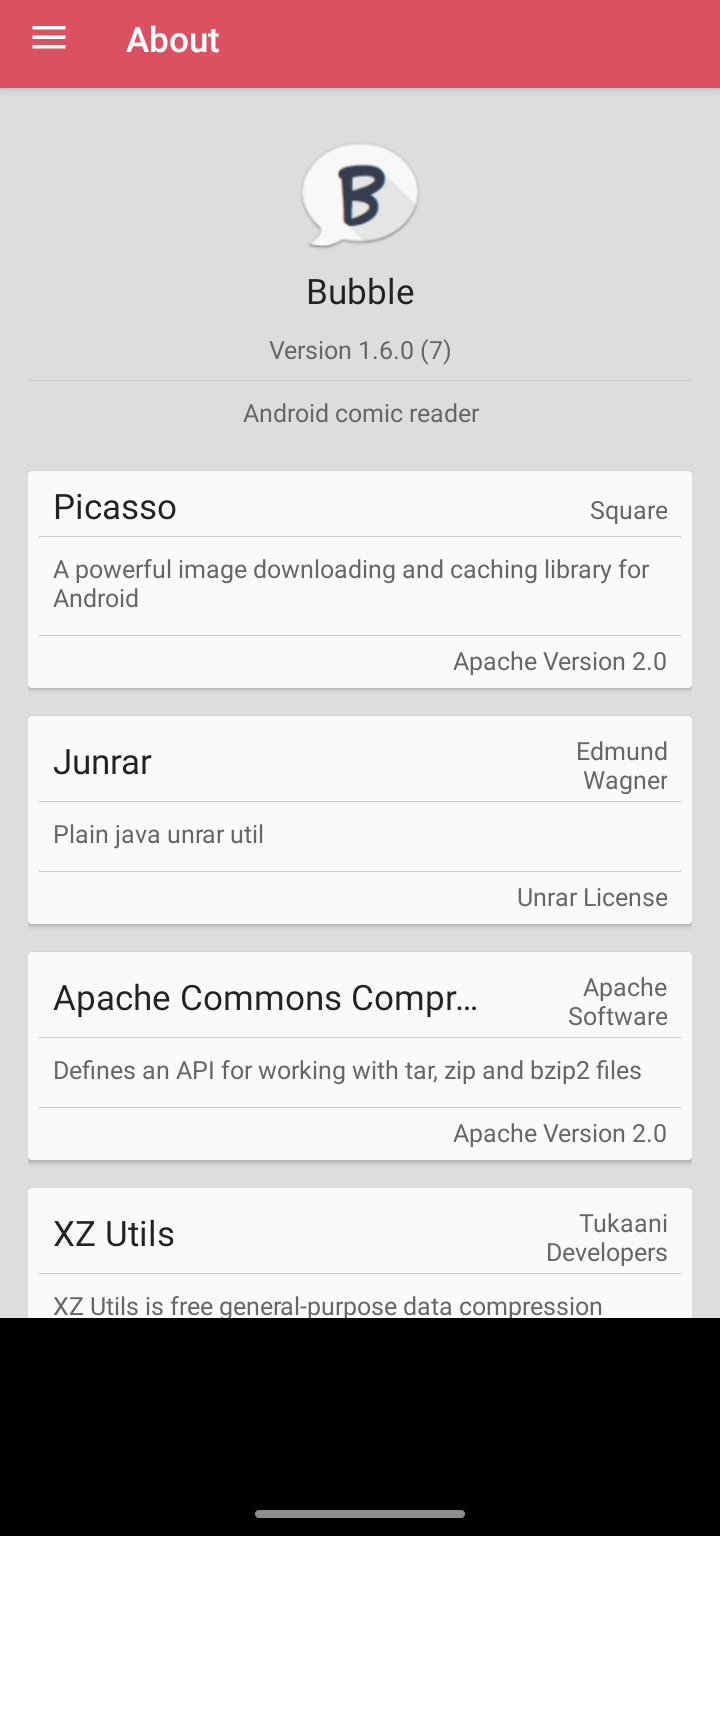 About
B
Bubble
Version 1.6.0 (7)
Android comic reader
Picasso
Square
A powerful image downloading and caching library for
Android
Apache Version 2.0
Junrar
Edmund
Wagner
Plain java unrar util
Unrar License
Apache Commons Compr...
Apache
Software
Defines an API for working with tar, zip and bzip2 files
Apache Version 2.0
XZ Utils
Tukaani
Developers
XZ Utils is free general-purpose data compression